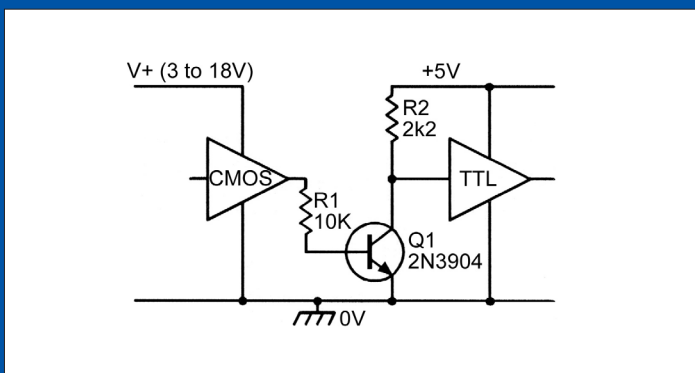 V+ (3 to 18V)
+5V
R2
2k2
CMOS
TTL
R1
10K
Q1
2N3904
0V